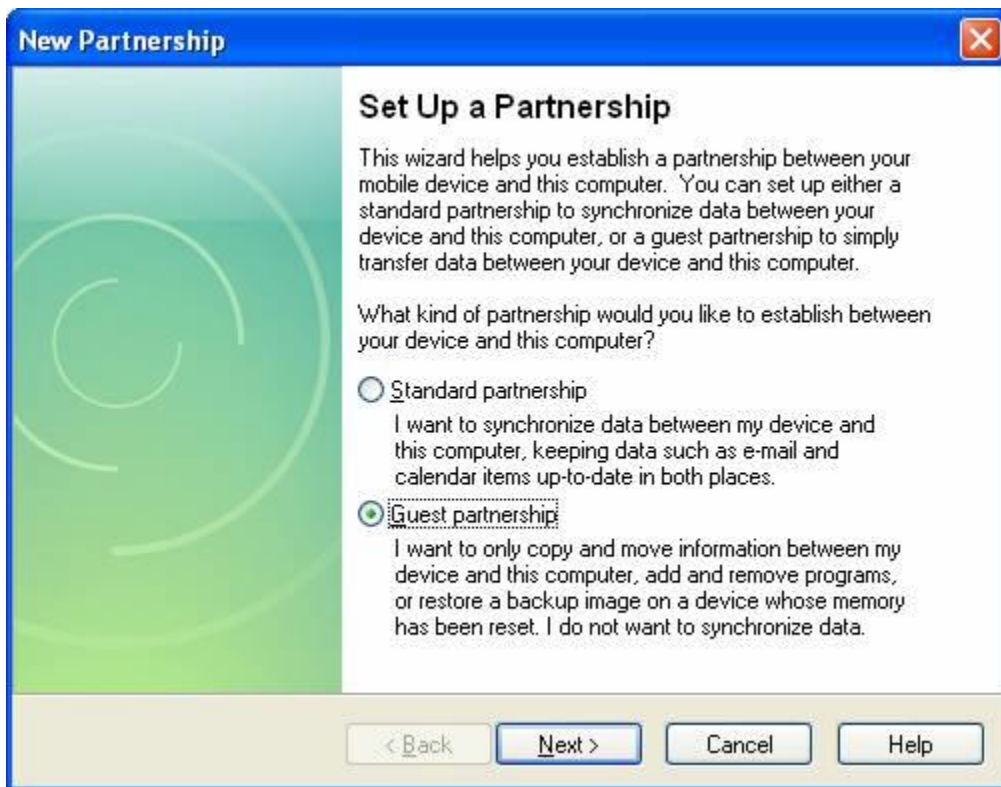 New Partnership
Set Up a Partnership
This wizard helps you establish a partnership between your
mobile device and this computer.  You can set up either a
standard partnership to synchronize data between your
device and this computer, or a guest partnership to simply
transfer data between your device and this computer.
What kind of partnership would you like to establish between
your device and this computer?
Standard partnership
I want to synchronize data between my device and
this computer, keeping data such as e-mail and
calendar items up-to-date in both places.
Guest partnership
I want to only copy and move information between my
device and this computer, add and remove programs,
or restore a backup image on a device whose memory
has been reset. I do not want to synchronize data.
< Back Next > Cancel Help